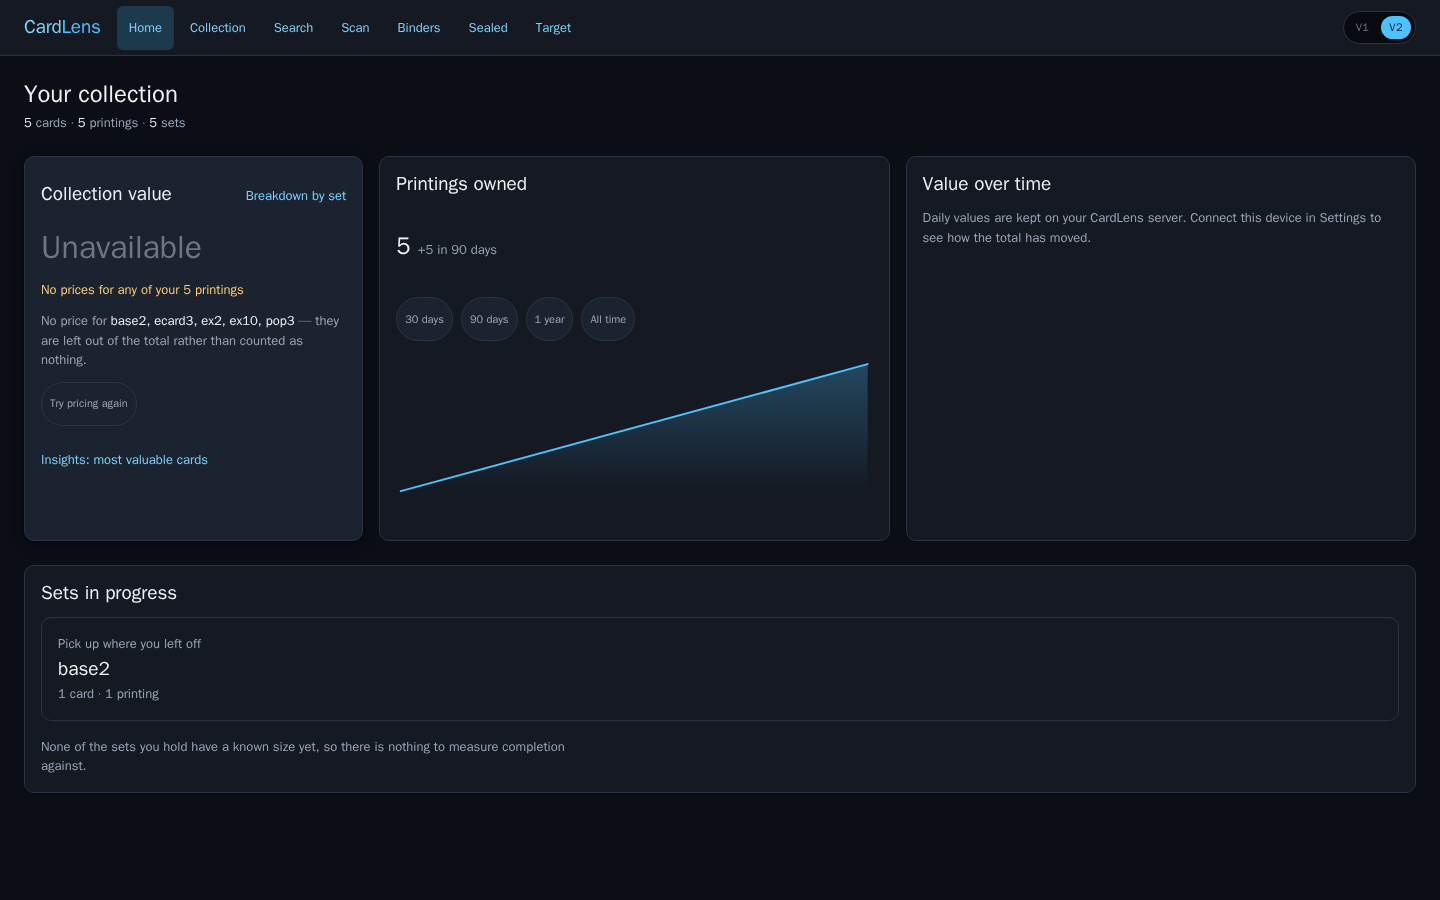 CardLens Home Collection Search Scan Binders Sealed Target V1 V2
Your collection
5 cards · 5 printings · 5 sets
Collection value Breakdown by set
Unavailable
No prices for any of your 5 printings
No price for base2, ecard3, ex2, ex10, pop3 — they
are left out of the total rather than counted as
nothing.
Try pricing again
Insights: most valuable cards
Printings owned
5 +5 in 90 days
30 days 90 days 1 year All time
Value over time
Daily values are kept on your CardLens server. Connect this device in Settings to
see how the total has moved.
Sets in progress
Pick up where you left off
base2
1 card · 1 printing
None of the sets you hold have a known size yet, so there is nothing to measure completion
against.